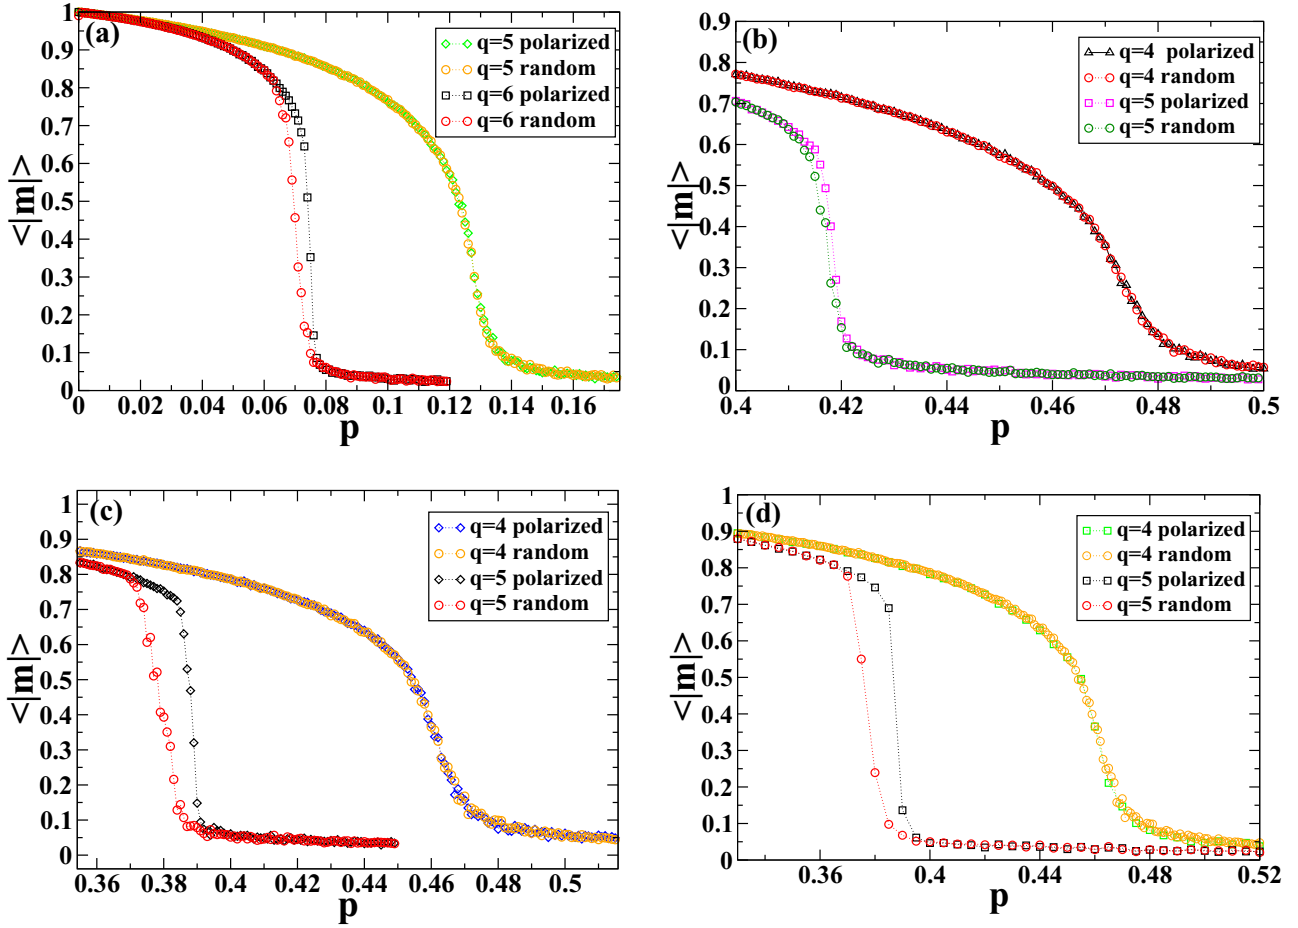 (a)
q=5 polarized
q=5 random
q=6 polarized
q=6 random
1
0.9
0.8
0.7
0.6
0.5
0.4
0.3
0.2
0.1
0
<|m|>
0 0.02 0.04 0.06 0.08 0.1 0.12 0.14 0.16
p
(b)
q=4 polarized
q=4 random
q=5 polarized
q=5 random
0.9
0.8
0.7
0.6
0.5
0.4
0.3
0.2
0.1
0
<|m|>
0.4 0.42 0.44 0.46 0.48 0.5
p
(c)
q=4 polarized
q=4 random
q=5 polarized
q=5 random
1
0.9
0.8
0.7
0.6
0.5
0.4
0.3
0.2
0.1
0
<|m|>
0.36 0.38 0.4 0.42 0.44 0.46 0.48 0.5
p
(d)
q=4 polarized
q=4 random
q=5 polarized
q=5 random
1
0.9
0.8
0.7
0.6
0.5
0.4
0.3
0.2
0.1
0
<|m|>
0.36 0.4 0.44 0.48 0.52
p